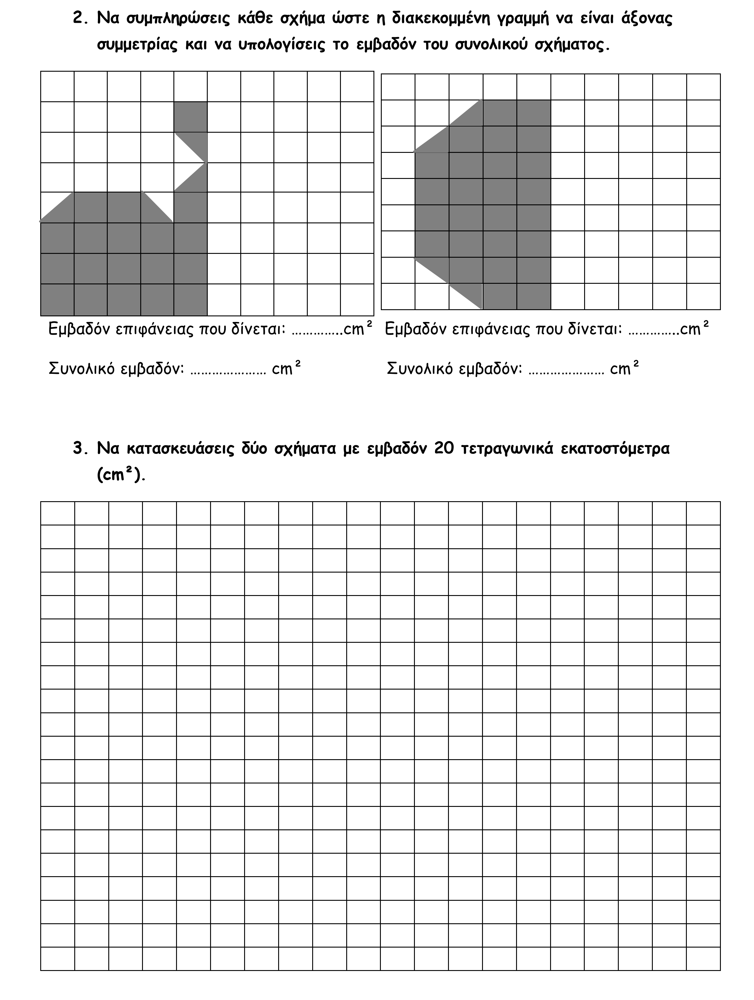 2. Να συμπληρώσεις κάθε σχήμα ώστε η διακεκομμένη γραμμή να είναι άξονας
συμμετρίας και να υπολογίσεις το εμβαδόν του συνολικού σχήματος.
Εμβαδόν επιφάνειας που δίνεται: …………..cm² Εμβαδόν επιφάνειας που δίνεται: …………..cm²
Συνολικό εμβαδόν: ………………… cm² Συνολικό εμβαδόν: ………………… cm²
3. Να κατασκευάσεις δύο σχήματα με εμβαδόν 20 τετραγωνικά εκατοστόμετρα
(cm²).